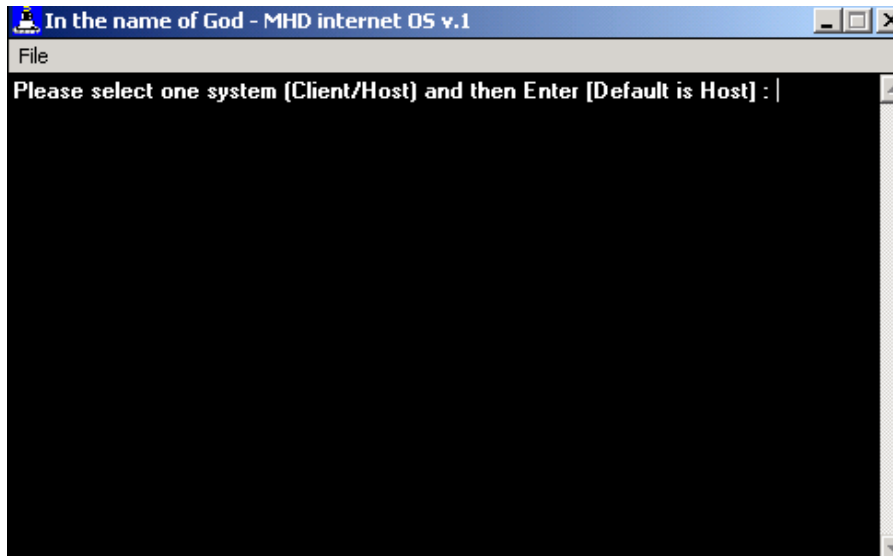 In the name of God - MHD internet OS v.1
File
Please select one system (Client/Host) and then Enter [Default is Host] :